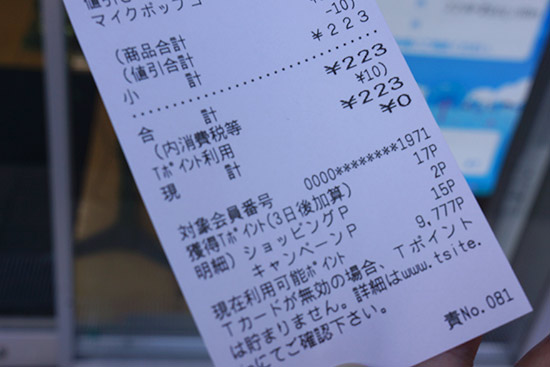 マイクポップコ
-10)
¥223
(商品合計
(値引合計
小 計 ¥223
合 計 ¥223
(内消費税等 ¥10)
Tポイント利用 ¥223
現 計 ¥0
対象会員番号 0000********1971
獲得Tポイント(3日後加算) 17P
明細)ショッピングP 2P
キャンペーンP 15P
現在利用可能ポイント 9,777P
Tカードが無効の場合、Tポイント
は貯まりません。詳細はwww.tsite.
にてご確認下さい。
責No.081